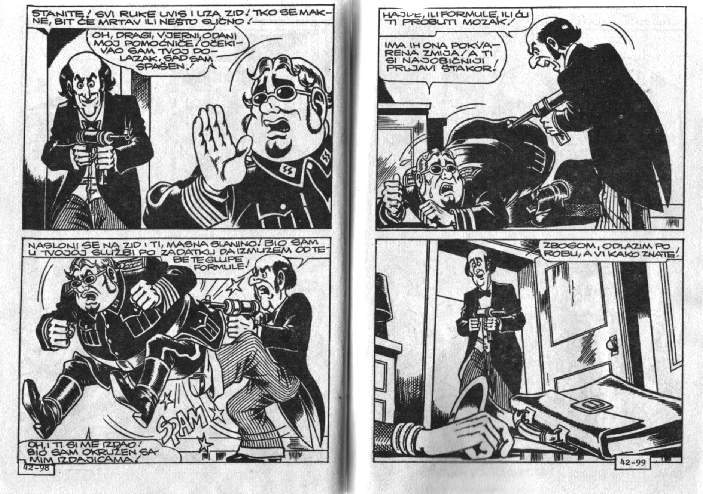 STANITE! SVI RUKE UVIS I UZA ZID! TKO SE MAK-
NE, BIT ĆE MRTAV ILI NEŠTO SLIČNO!
OH, DRAGI, VJERNI, ODANI
MOJ POMOĆNIČE! OČEKI-
O SAM TVOJ DO-
LAZAK, SAD SAM
SPAŠEN!
NASLONI SE NA ZID I TI, MASNA SLANINO! BIO SAM
U TVOJOJ SLUŽBI PO ZADATKU DA IZMUZEM OD TE-
BE TE GLUPE
FORMULE!
SPAM
OH, I TI SI ME IZDAO!
BIO SAM OKRUŽEN SA-
MIM IZDAJICAMA!
42-98
HAJDE, ILI FORMULE, ILI ĆU
TI PROBUTI MOZAK!
IMA IH ONA POKVA-
RENA ZMIJA! A TI
SI NAJOBIČNIJI
PRLJAVI ŠTAKOR!
ZBOGOM, ODLAZIM PO
ROBU, A VI KAKO ZNATE!
42-99